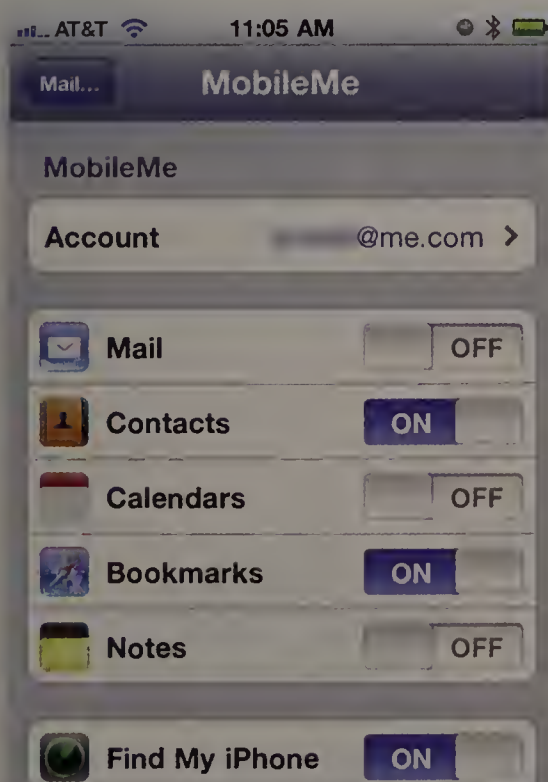 AT&T 11:05 AM
Mail... MobileMe
MobileMe
Account @me.com >
Mail OFF
Contacts ON
Calendars OFF
Bookmarks ON
Notes OFF
Find My iPhone ON